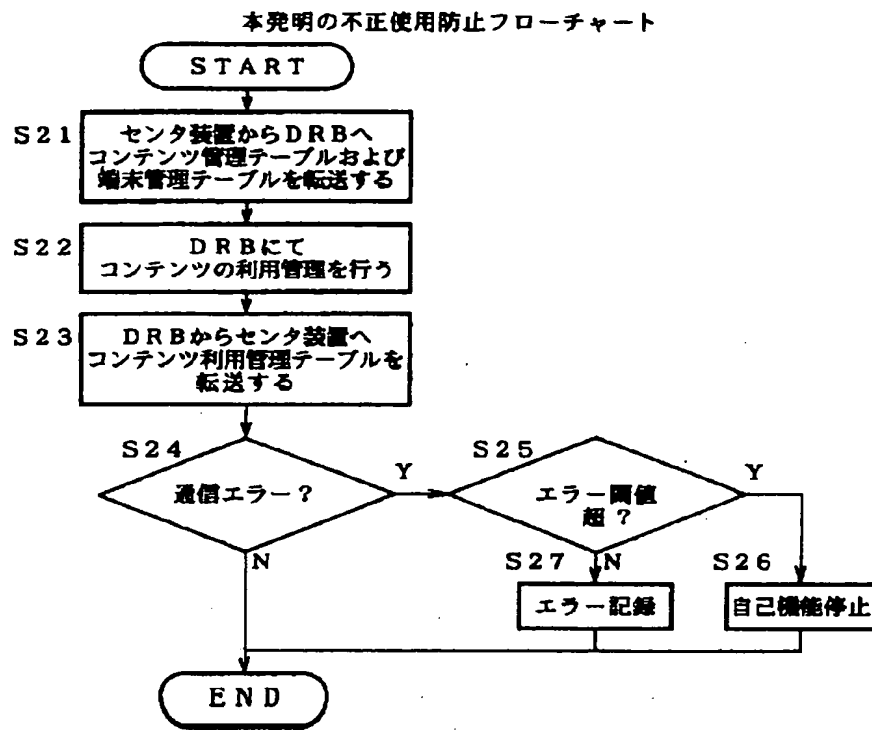 本発明の不正使用防止フローチャート
START
S21
センタ装置からDRBへ
コンテンツ管理テーブルおよび
端末管理テーブルを転送する
S22
DRBにて
コンテンツの利用管理を行う
S23
DRBからセンタ装置へ
コンテンツ利用管理テーブルを
転送する
S24
通信エラー?
Y
N
S25
エラー閾値
超?
Y
N
S27
エラー記録
S26
自己機能停止
END